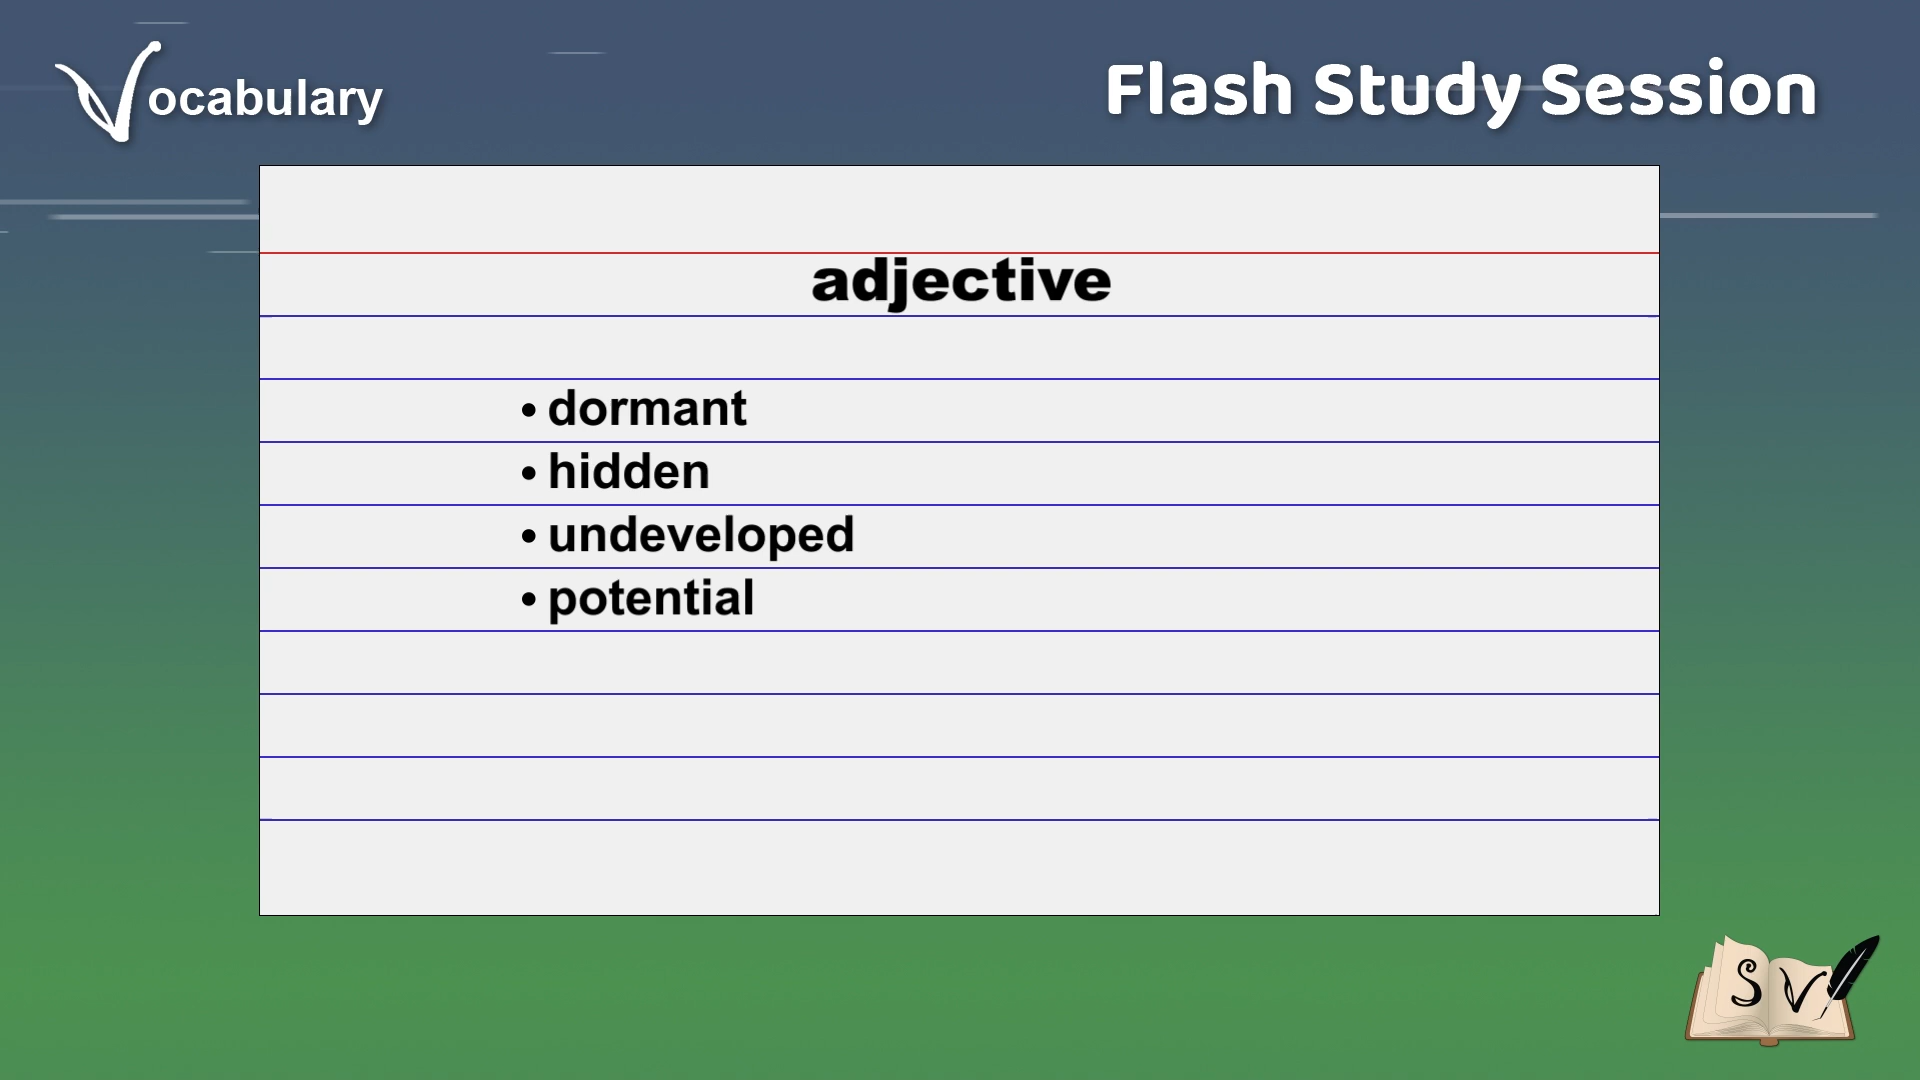 Vocabulary
Flash Study Session
adjective
• dormant
• hidden
• undeveloped
• potential
S V